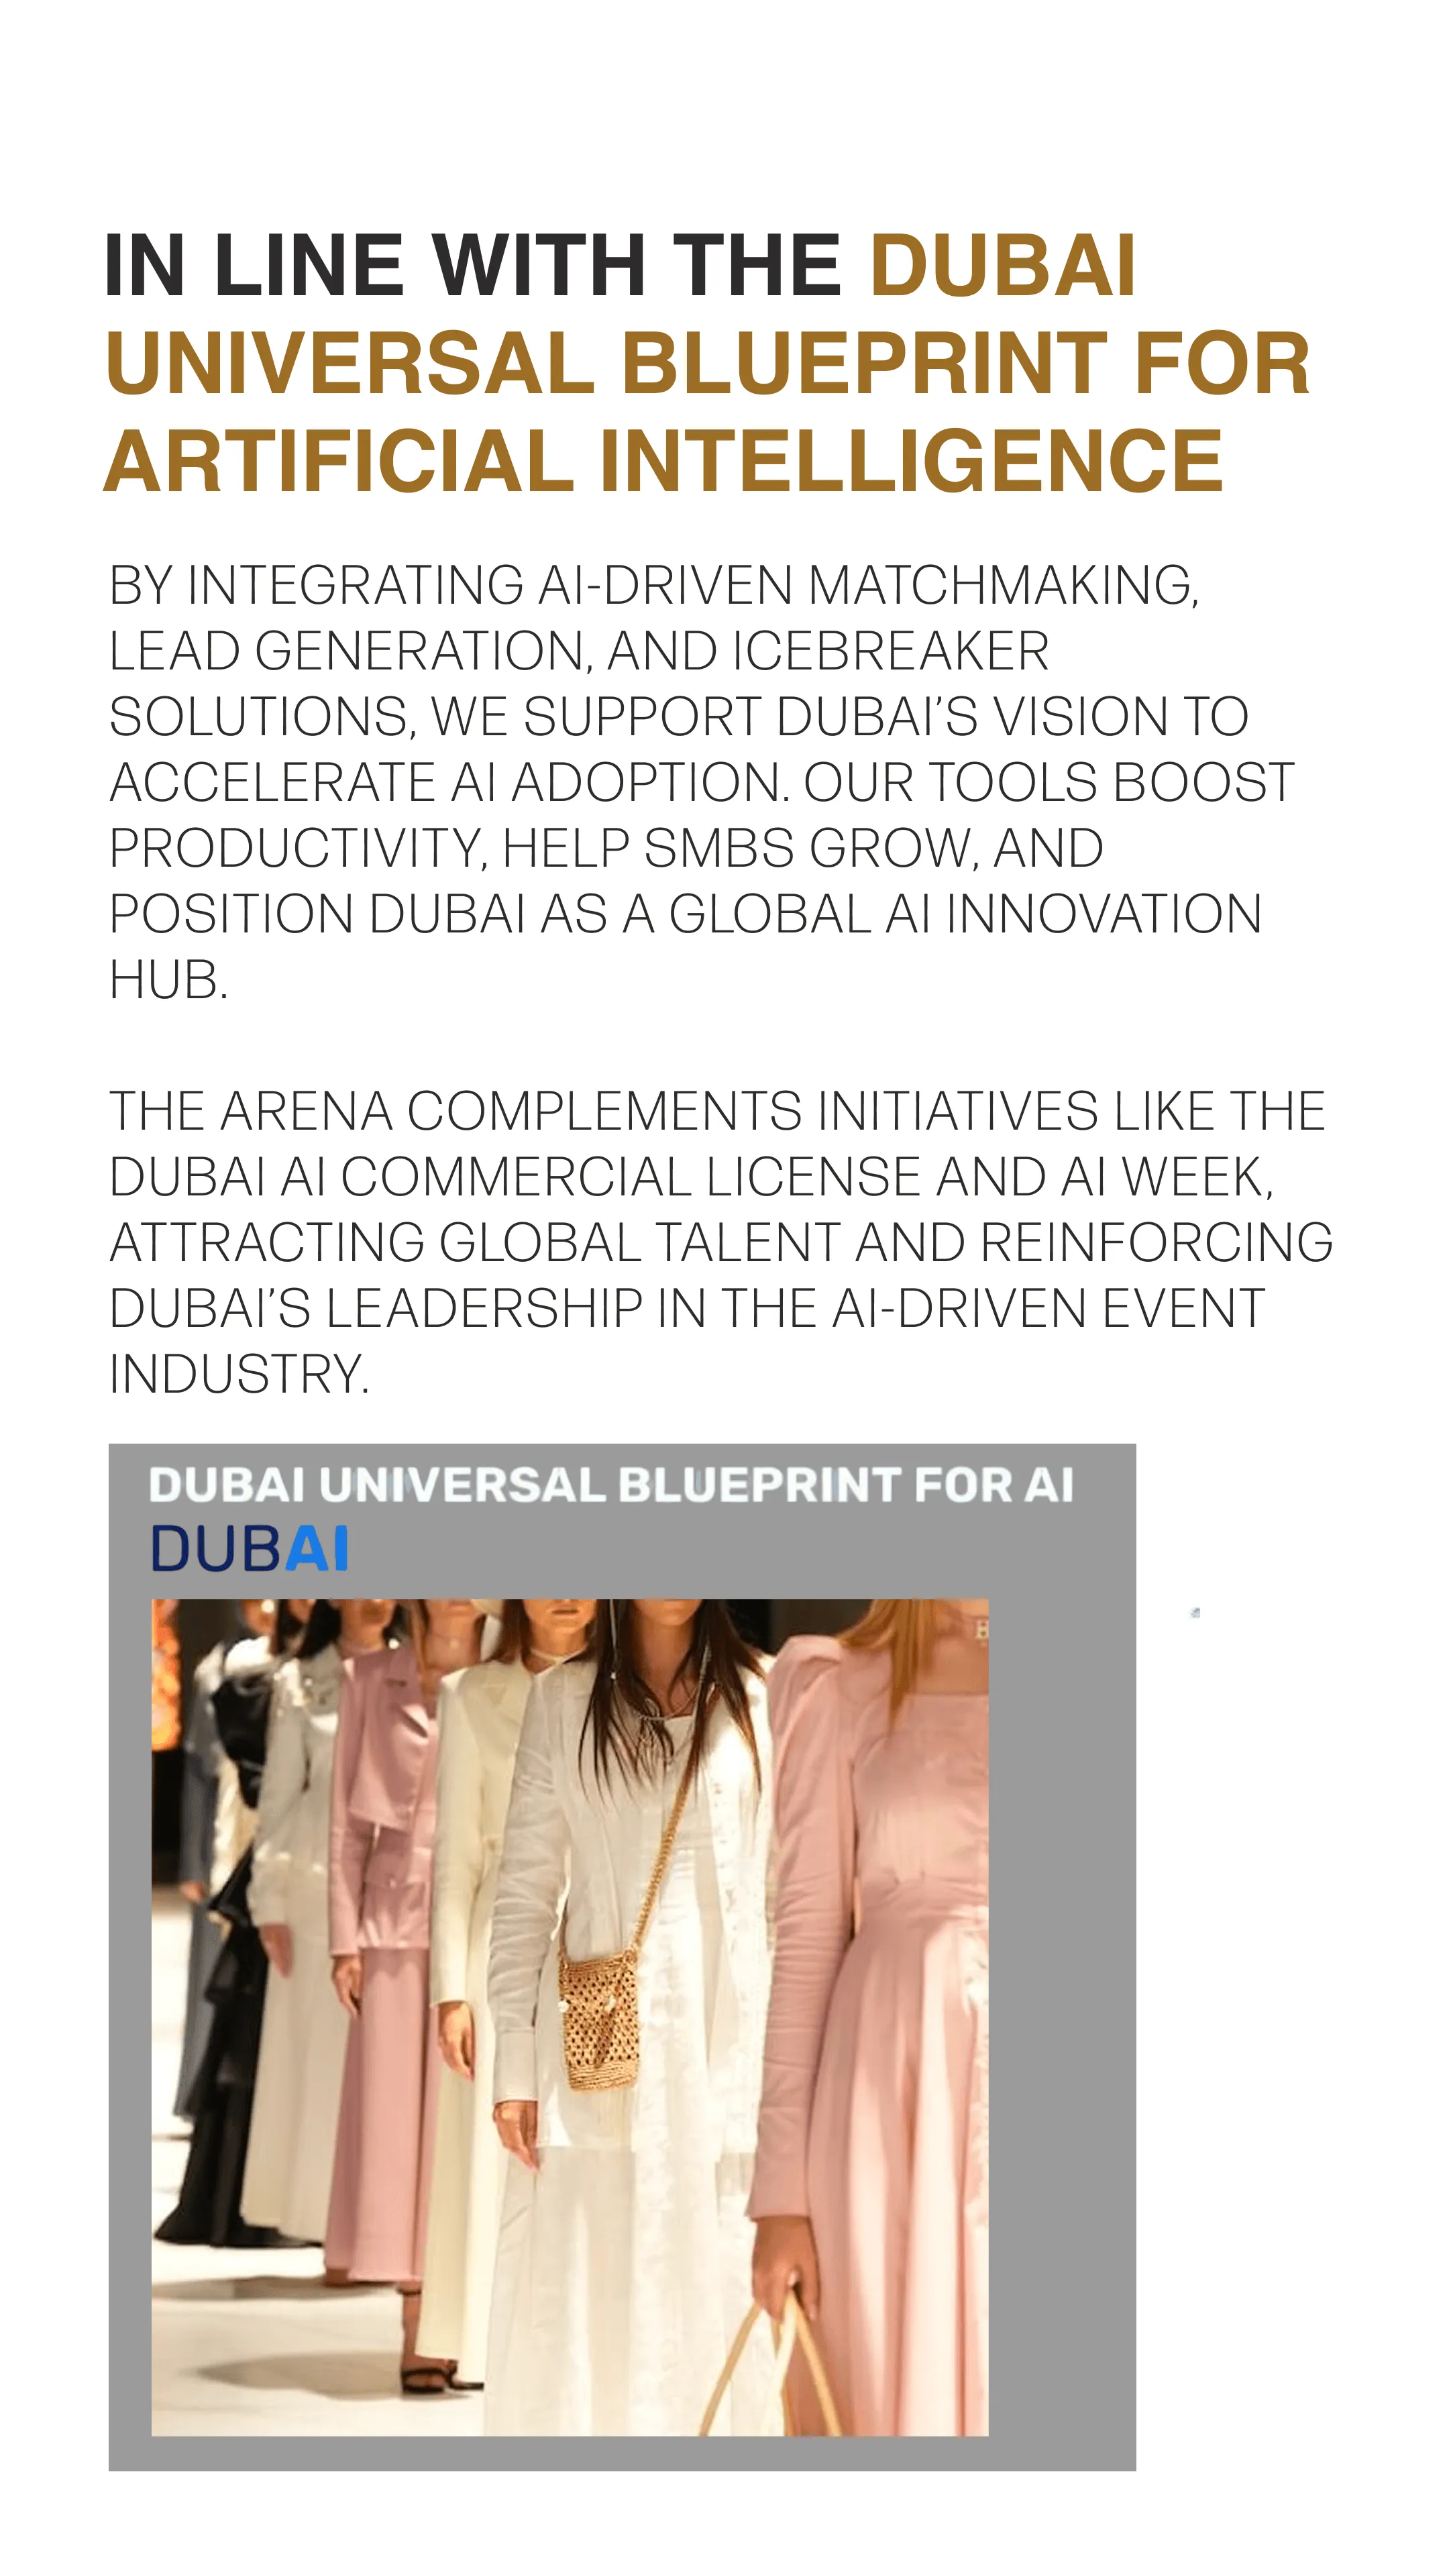 IN LINE WITH THE DUBAI
UNIVERSAL BLUEPRINT FOR
ARTIFICIAL INTELLIGENCE
BY INTEGRATING AI-DRIVEN MATCHMAKING,
LEAD GENERATION, AND ICEBREAKER
SOLUTIONS, WE SUPPORT DUBAI’S VISION TO
ACCELERATE AI ADOPTION. OUR TOOLS BOOST
PRODUCTIVITY, HELP SMBS GROW, AND
POSITION DUBAI AS A GLOBAL AI INNOVATION
HUB.
THE ARENA COMPLEMENTS INITIATIVES LIKE THE
DUBAI AI COMMERCIAL LICENSE AND AI WEEK,
ATTRACTING GLOBAL TALENT AND REINFORCING
DUBAI’S LEADERSHIP IN THE AI-DRIVEN EVENT
INDUSTRY.
DUBAI UNIVERSAL BLUEPRINT FOR AI
DUBAI